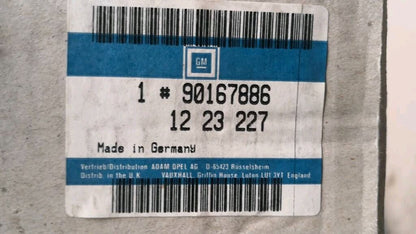 GM
1 # 90167886
12 23 227
Made in Germany
Vertrieb/Distribution ADAM OPEL AG D-65423 Rüsselsheim
Distrib. in the U.K. VAUXHALL, Griffin House, Luton LU1 3YT England